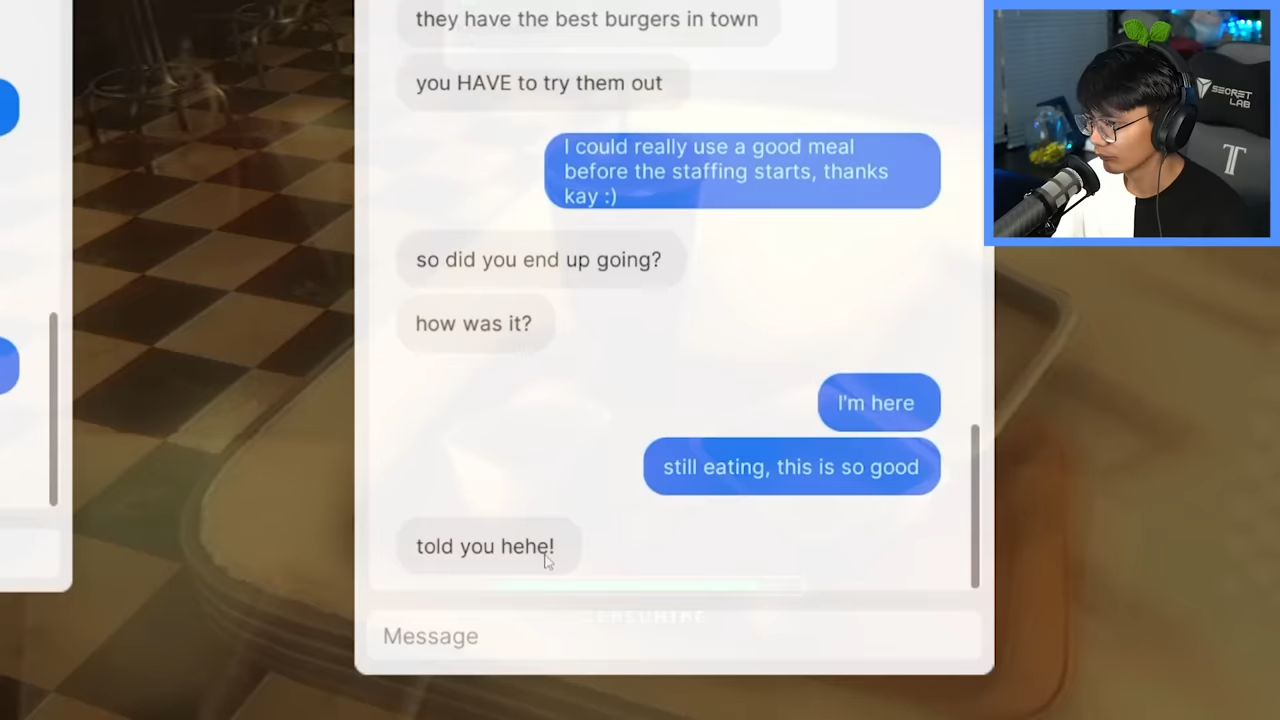 they have the best burgers in town
you HAVE to try them out
I could really use a good meal
before the staffing starts, thanks
kay :)
so did you end up going?
how was it?
I'm here
still eating, this is so good
told you hehe!
Message
SECRET
LAB